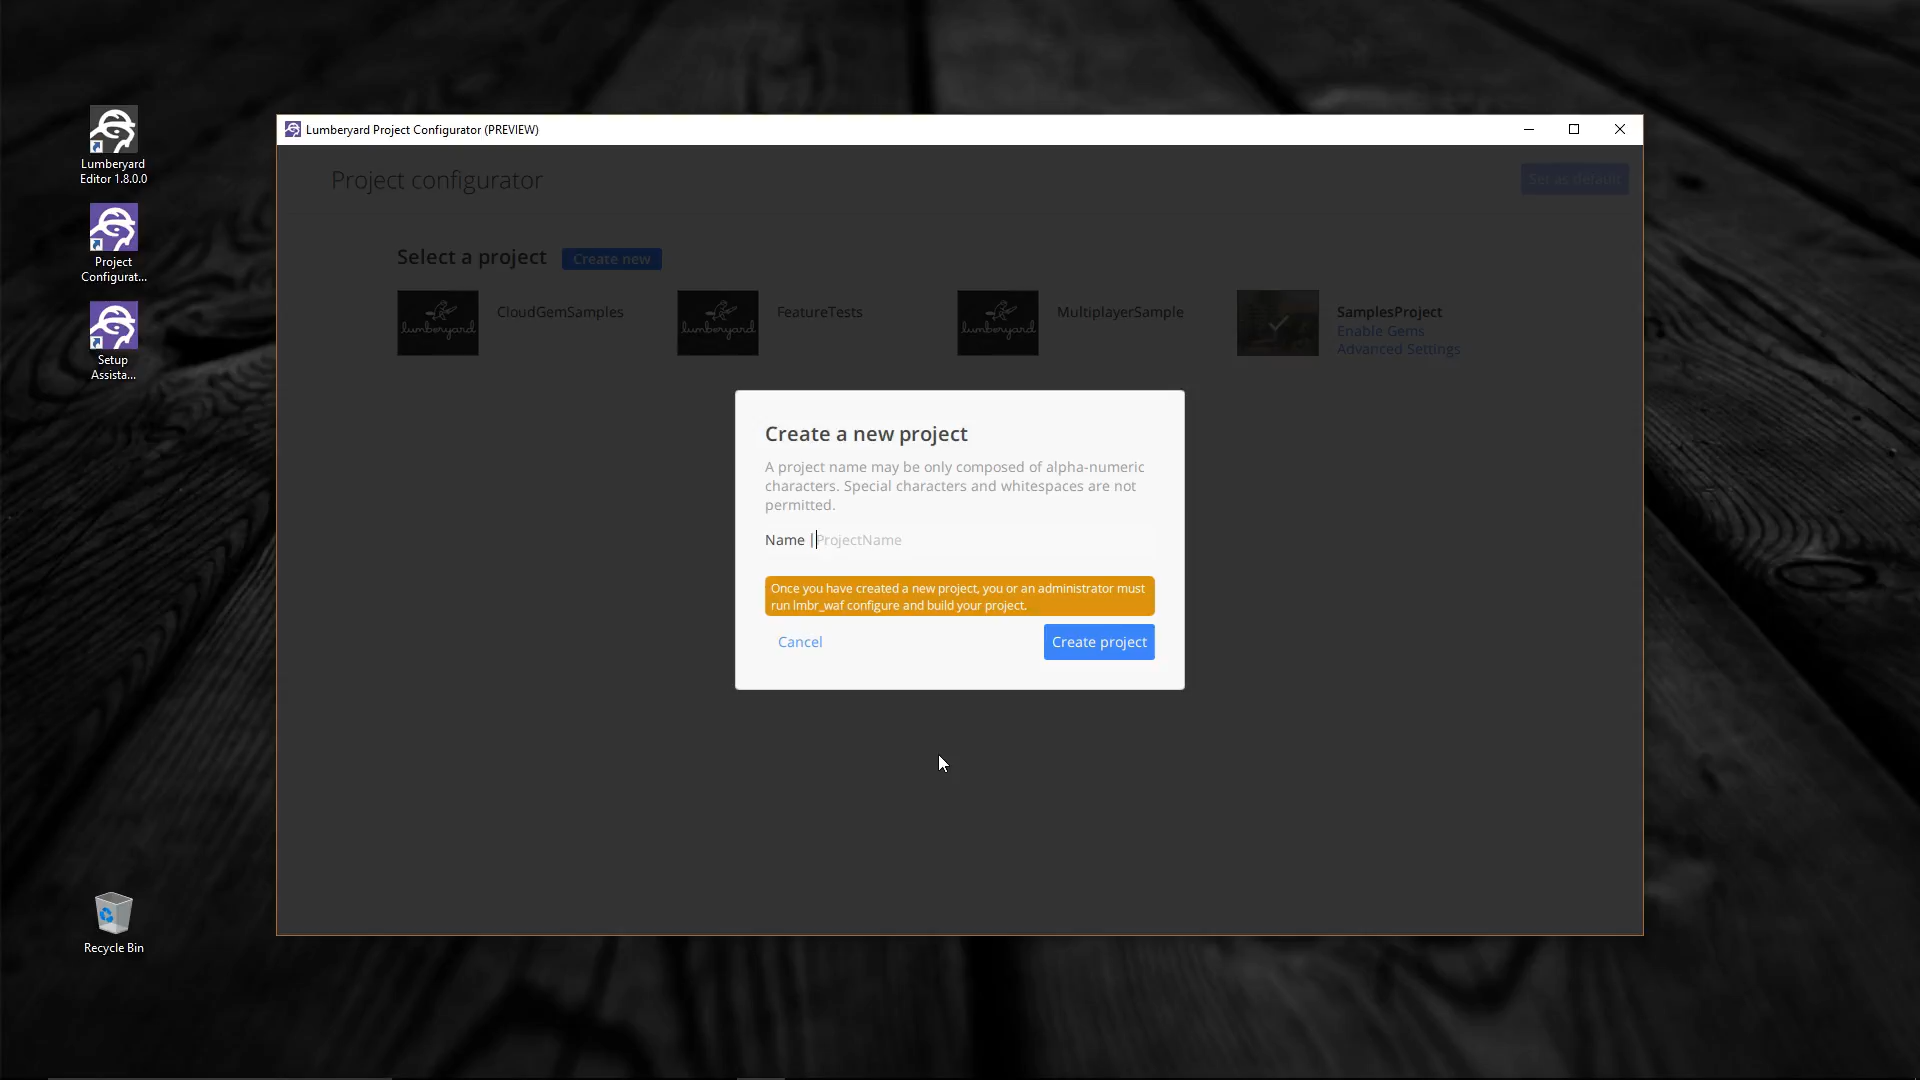 Lumberyard
Editor 1.8.0.0
Project
Configurat...
Setup
Assista...
Recycle Bin
Lumberyard Project Configurator (PREVIEW)
Project configurator
Set as default
Select a project
Create new
lumberyard
CloudGemSamples
lumberyard
FeatureTests
lumberyard
MultiplayerSample
SamplesProject
Enable Gems
Advanced Settings
Create a new project
A project name may be only composed of alpha-numeric
characters. Special characters and whitespaces are not
permitted.
Name | ProjectName
Once you have created a new project, you or an administrator must
run lmbr_waf configure and build your project.
Cancel
Create project